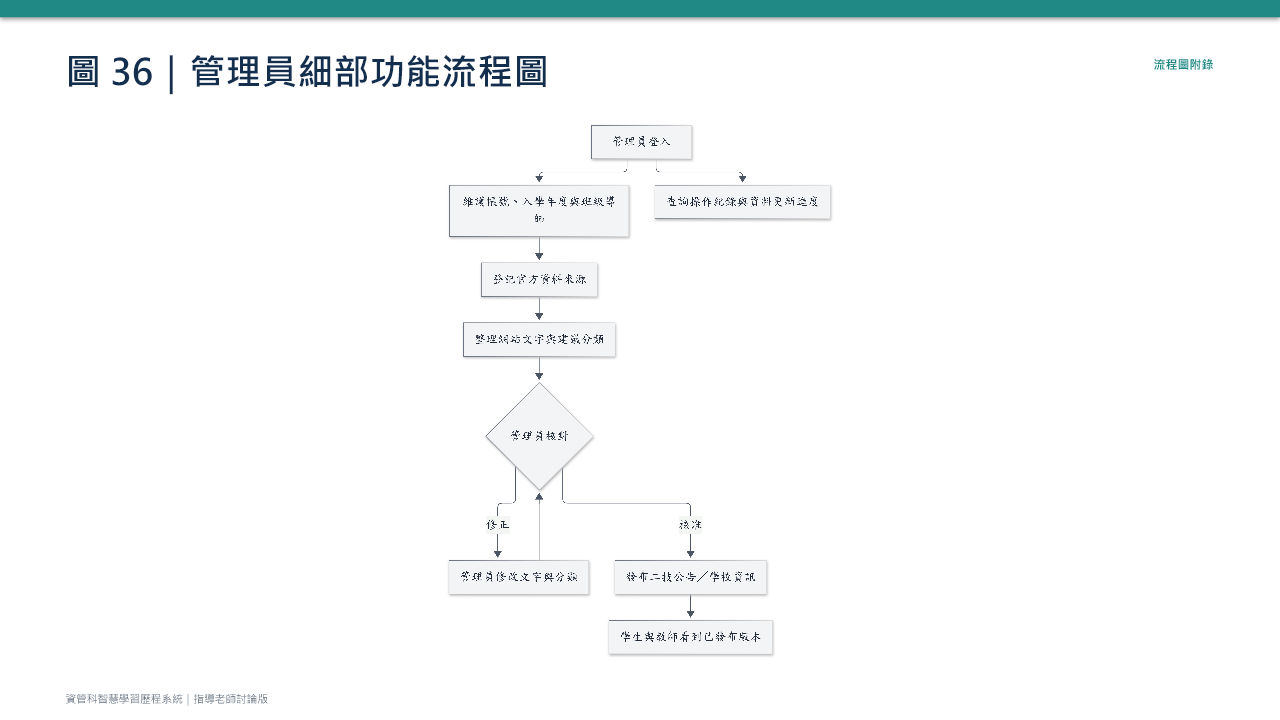 圖 36｜管理員細部功能流程圖
流程圖附錄
管理員登入
維護帳號、入學年度與班級導
師
查詢操作紀錄與資料更新進度
登記官方資料來源
整理網站文字與建議分類
管理員核對
修正
核准
管理員修改文字與分類
發布二技公告／學校資訊
學生與教師看到已發布版本
資管科智慧學習歷程系統｜指導老師討論版